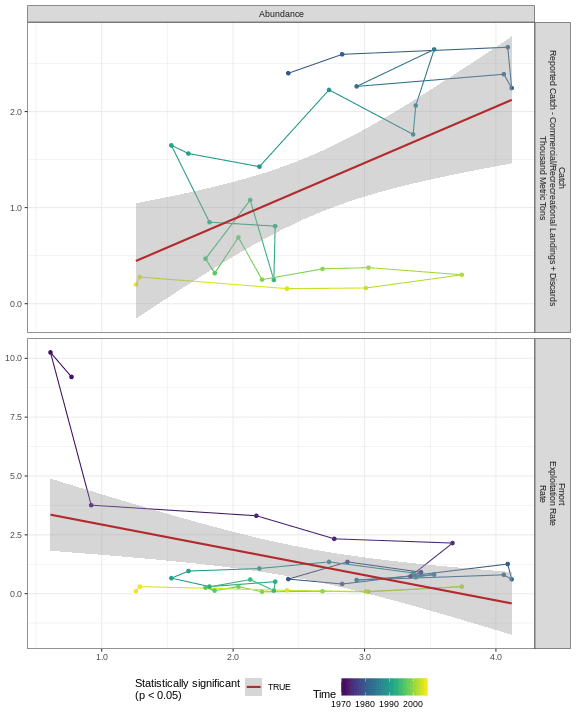 Abundance
2.0
1.0
0.0
Catch
Reported Catch - Commercial/Recreational Landings + Discards
Thousand Metric Tons
10.0
7.5
5.0
2.5
0.0
Fmort
Exploitation Rate
Rate
1.0 2.0 3.0 4.0
Statistically significant
(p < 0.05)
TRUE
Time
1970 1980 1990 2000